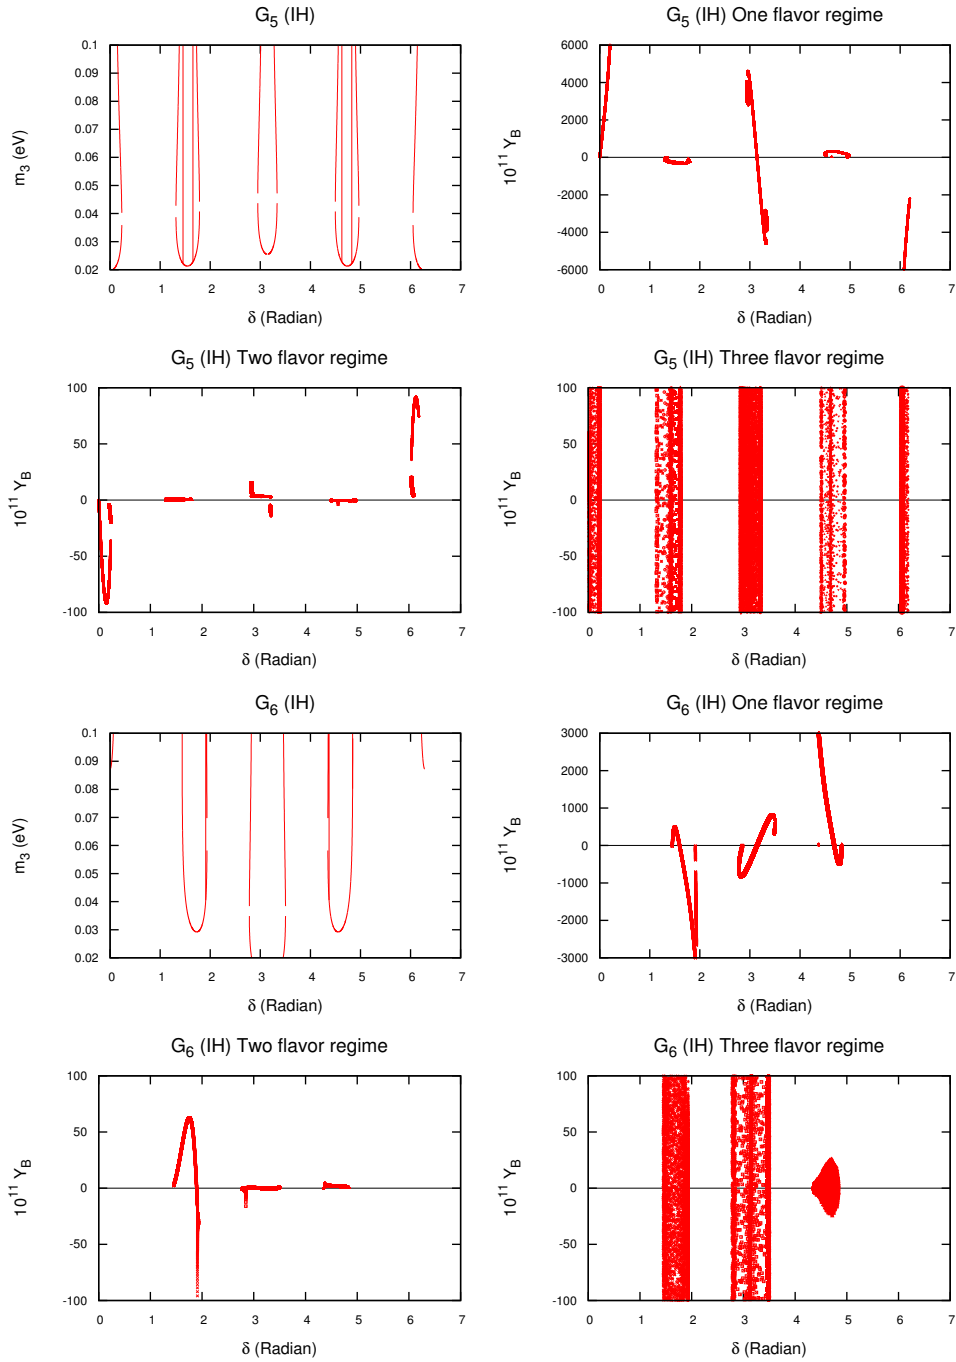 G5 (IH)
G5 (IH) One flavor regime
0.1
0.09
0.08
0.07
0.06
0.05
0.04
0.03
0.02
m3 (eV)
0 1 2 3 4 5 6 7
δ (Radian)
6000
4000
2000
0
-2000
-4000
-6000
10^11 YB
0 1 2 3 4 5 6 7
δ (Radian)
G5 (IH) Two flavor regime
G5 (IH) Three flavor regime
100
50
0
-50
-100
10^11 YB
0 1 2 3 4 5 6 7
δ (Radian)
100
50
0
-50
-100
10^11 YB
0 1 2 3 4 5 6 7
δ (Radian)
G6 (IH)
G6 (IH) One flavor regime
0.1
0.09
0.08
0.07
0.06
0.05
0.04
0.03
0.02
m3 (eV)
0 1 2 3 4 5 6 7
δ (Radian)
3000
2000
1000
0
-1000
-2000
-3000
10^11 YB
0 1 2 3 4 5 6 7
δ (Radian)
G6 (IH) Two flavor regime
G6 (IH) Three flavor regime
100
50
0
-50
-100
10^11 YB
0 1 2 3 4 5 6 7
δ (Radian)
100
50
0
-50
-100
10^11 YB
0 1 2 3 4 5 6 7
δ (Radian)